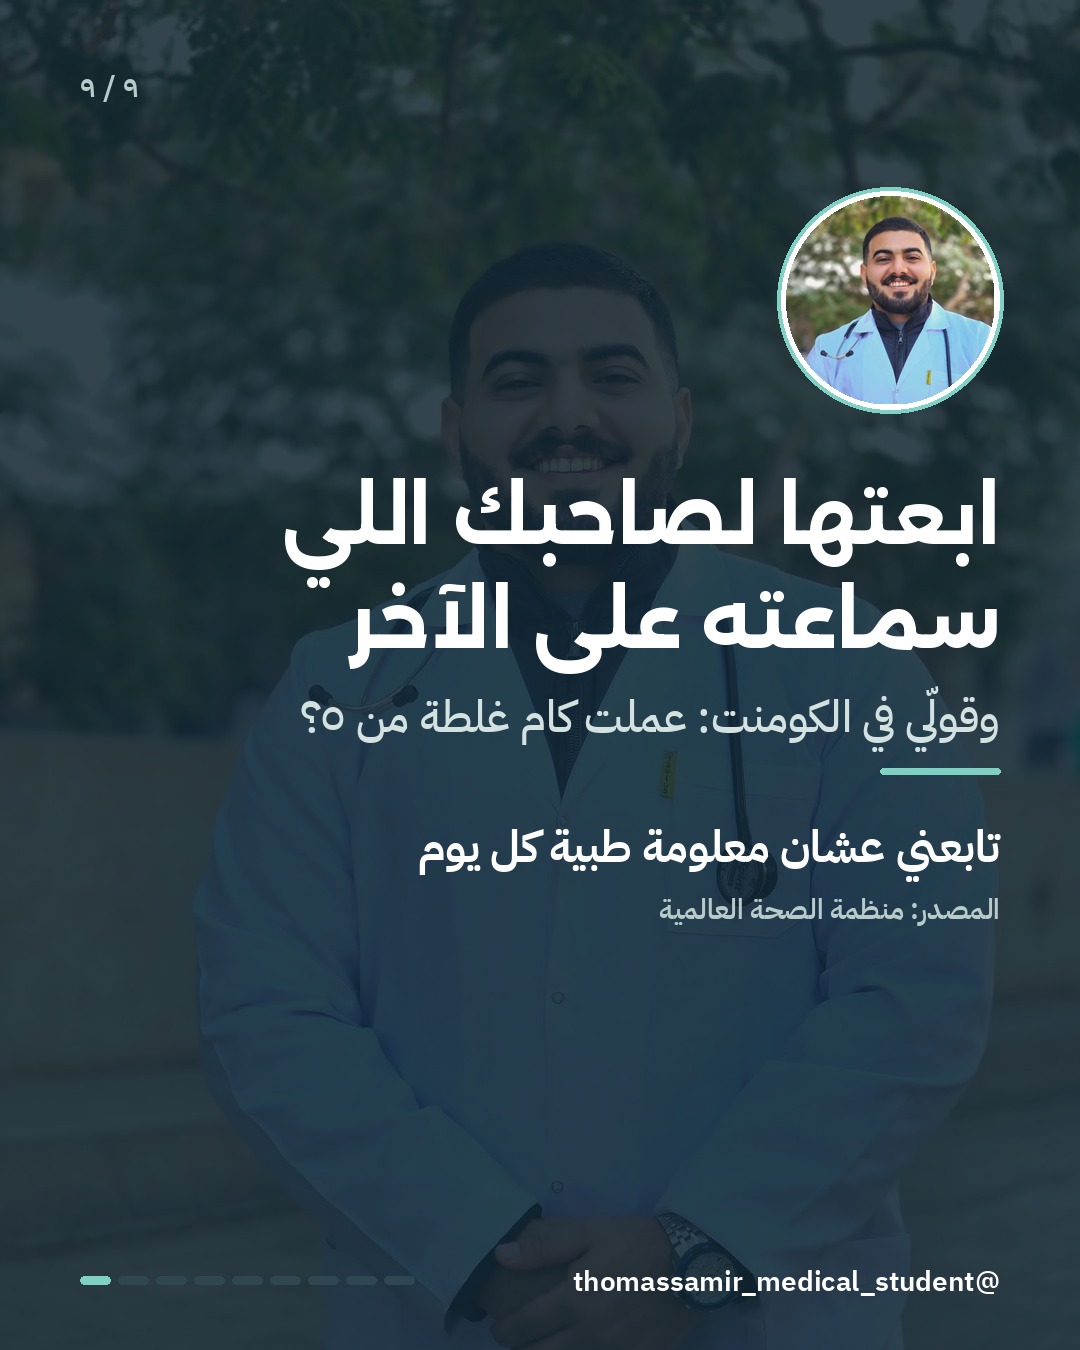 ٩ / ٩
ابعتها لصاحبك اللي
سماعته على الآخر
وقولّي في الكومنت: عملت كام غلطة من ٥؟
تابعني عشان معلومة طبية كل يوم
المصدر: منظمة الصحة العالمية
thomassamir_medical_student@